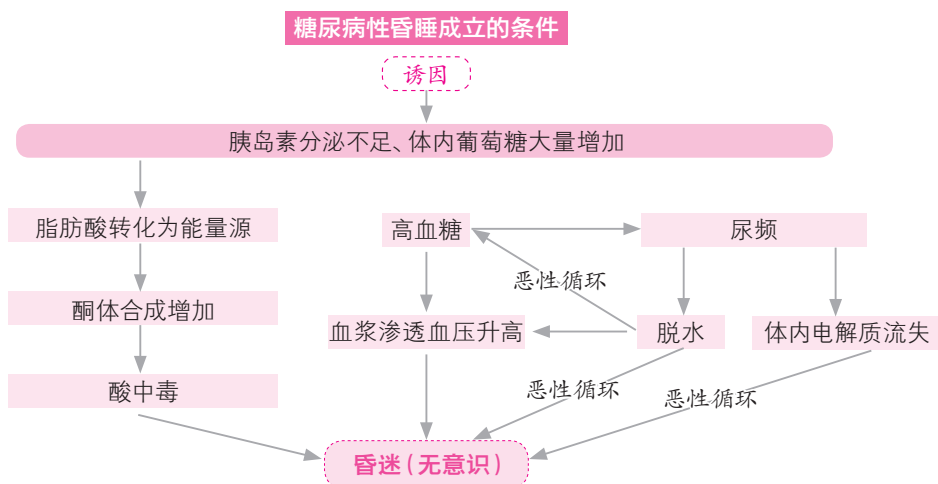 糖尿病性昏睡成立的条件
诱因
胰岛素分泌不足、体内葡萄糖大量增加
脂肪酸转化为能量源
高血糖
尿频
恶性循环
酮体合成增加
血浆渗透血压升高
脱水
体内电解质流失
酸中毒
恶性循环
恶性循环
昏迷(无意识)